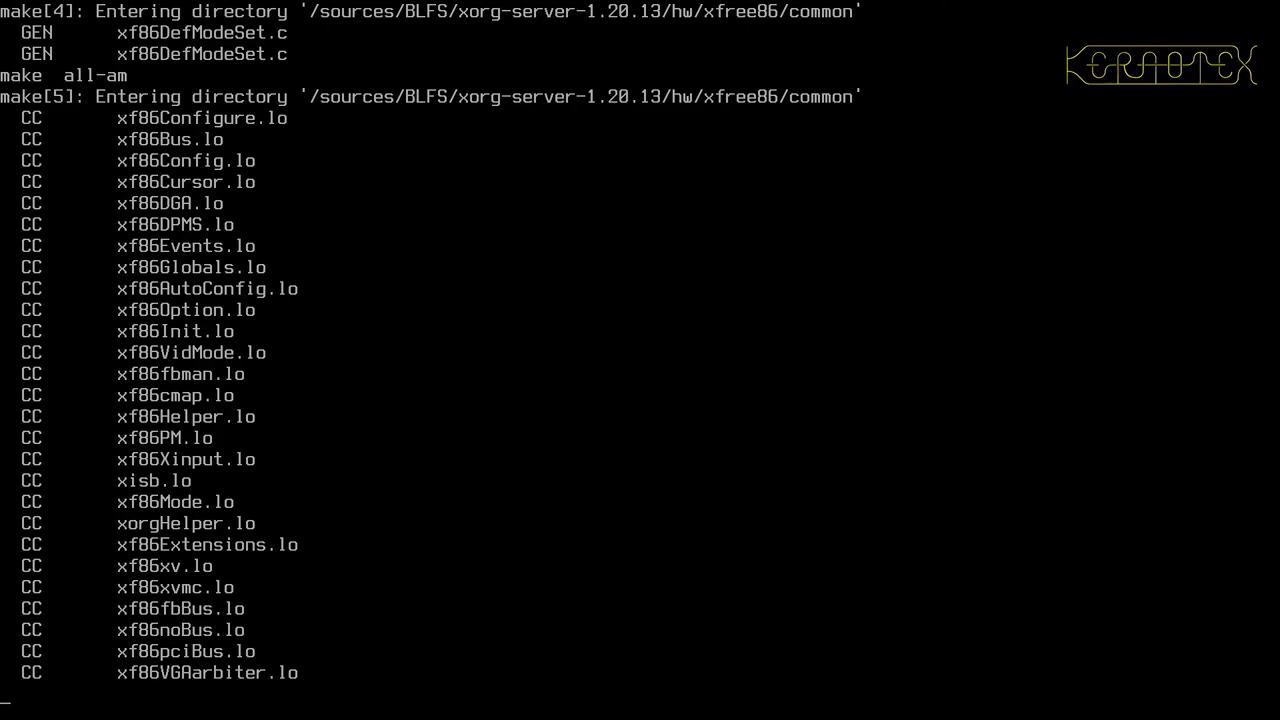 make[4]: Entering directory '/sources/BLFS/xorg-server-1.20.13/hw/xfree86/common'
  GEN      xf86DefModeSet.c
  GEN      xf86DefModeSet.c
make  all-am
make[5]: Entering directory '/sources/BLFS/xorg-server-1.20.13/hw/xfree86/common'
  CC       xf86Configure.lo
  CC       xf86Bus.lo
  CC       xf86Config.lo
  CC       xf86Cursor.lo
  CC       xf86DGA.lo
  CC       xf86DPMS.lo
  CC       xf86Events.lo
  CC       xf86Globals.lo
  CC       xf86AutoConfig.lo
  CC       xf86Option.lo
  CC       xf86Init.lo
  CC       xf86VidMode.lo
  CC       xf86fbman.lo
  CC       xf86cmap.lo
  CC       xf86Helper.lo
  CC       xf86PM.lo
  CC       xf86Xinput.lo
  CC       xisb.lo
  CC       xf86Mode.lo
  CC       xorgHelper.lo
  CC       xf86Extensions.lo
  CC       xf86xv.lo
  CC       xf86xvmc.lo
  CC       xf86fbBus.lo
  CC       xf86noBus.lo
  CC       xf86pciBus.lo
  CC       xf86VGAarbiter.lo
KERNOTEX